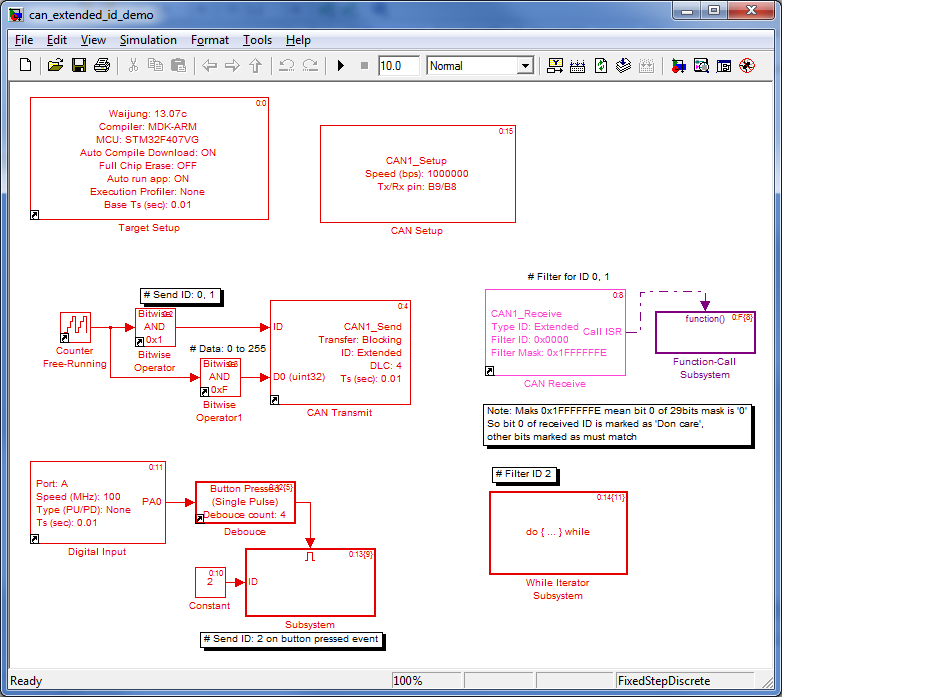 can_extended_id_demo
File Edit View Simulation Format Tools Help
10.0 Normal
0:0
Waijung: 13.07c
Compiler: MDK-ARM
MCU: STM32F407VG
Auto Compile Download: ON
Full Chip Erase: OFF
Auto run app: ON
Execution Profiler: None
Base Ts (sec): 0.01
Target Setup
0:15
CAN1_Setup
Speed (bps): 1000000
Tx/Rx pin: B9/B8
CAN Setup
# Send ID: 0, 1
Counter
Free-Running
Bitwise
AND
0x1
Bitwise
Operator
# Data: 0 to 255
Bitwise
AND
0xF
Bitwise
Operator1
0:4
ID
D0 (uint32)
CAN1_Send
Transfer: Blocking
ID: Extended
DLC: 4
Ts (sec): 0.01
CAN Transmit
# Filter for ID 0, 1
0:8
CAN1_Receive
Type ID: Extended
Filter ID: 0x0000
Filter Mask: 0x1FFFFFFE
Call ISR
CAN Receive
function()
0:F{8}
Function-Call
Subsystem
Note: Maks 0x1FFFFFFE mean bit 0 of 29bits mask is '0'
So bit 0 of received ID is marked as 'Don care',
other bits marked as must match
0:11
Port: A
Speed (MHz): 100
Type (PU/PD): None
Ts (sec): 0.01
PA0
Digital Input
Button Pressed
(Single Pulse)
Debouce count: 4
Debouce
0:10
2
Constant
0:13{9}
ID
Subsystem
# Send ID: 2 on button pressed event
# Filter ID 2
0:14{11}
do { ... } while
While Iterator
Subsystem
Ready 100% FixedStepDiscrete